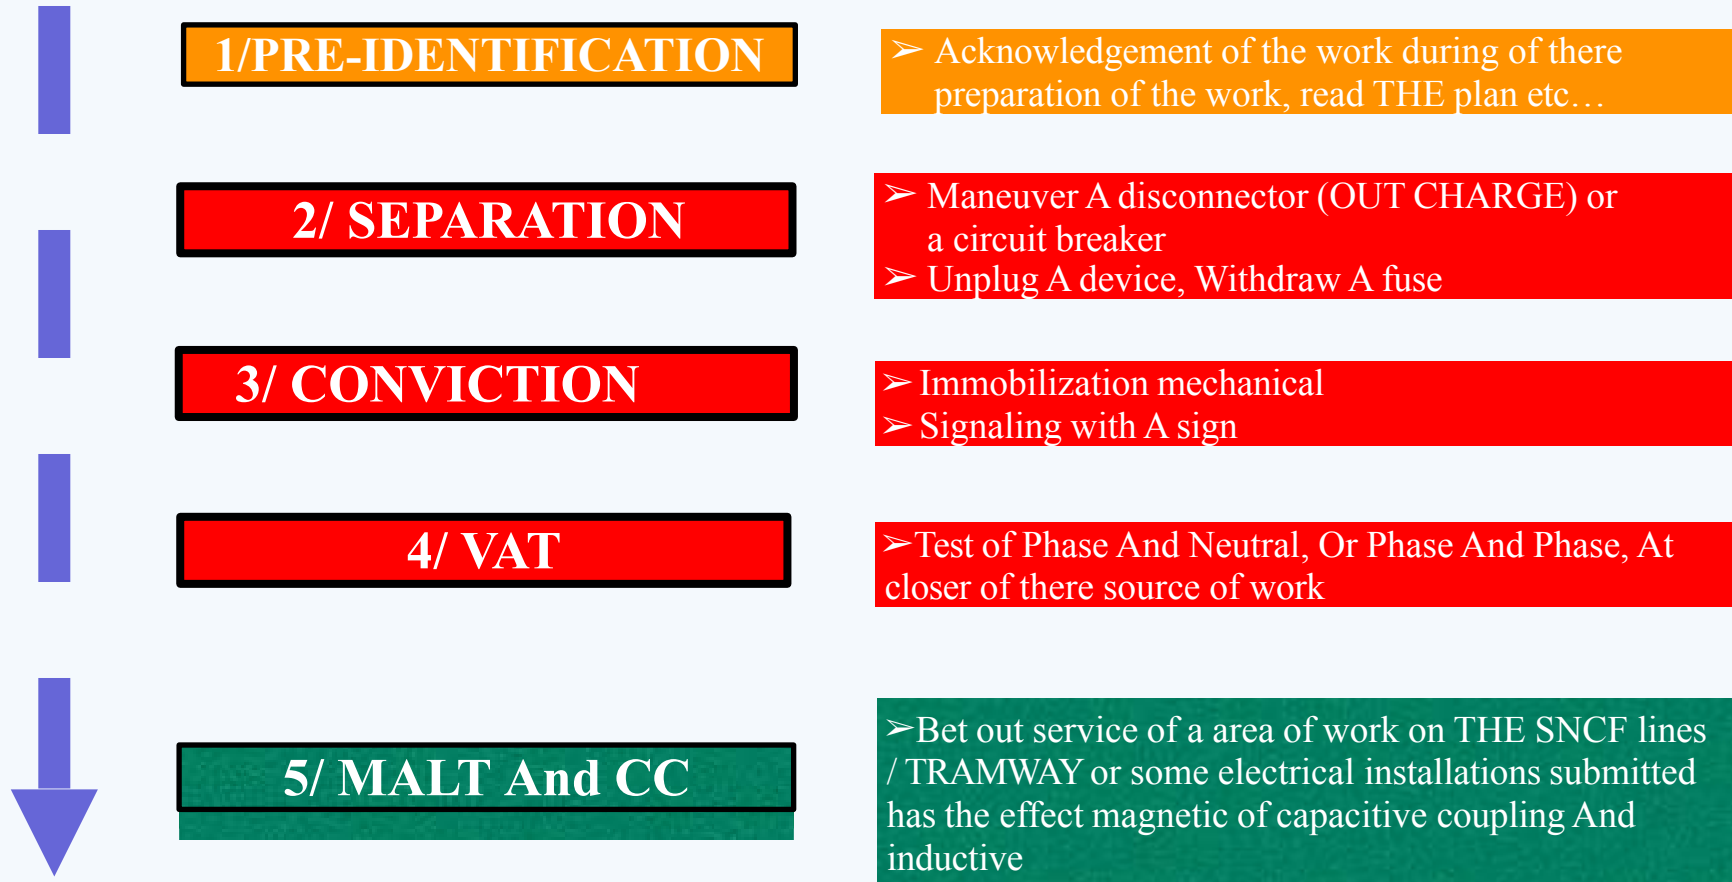 1/PRE-IDENTIFICATION
➢ Acknowledgement of the work during of there
preparation of the work, read THE plan etc…
2/ SEPARATION
➢ Maneuver A disconnector (OUT CHARGE) or
a circuit breaker
➢ Unplug A device, Withdraw A fuse
3/ CONVICTION
➢ Immobilization mechanical
➢ Signaling with A sign
4/ VAT
➢Test of Phase And Neutral, Or Phase And Phase, At
closer of there source of work
5/ MALT And CC
➢Bet out service of a area of work on THE SNCF lines
/ TRAMWAY or some electrical installations submitted
has the effect magnetic of capacitive coupling And
inductive